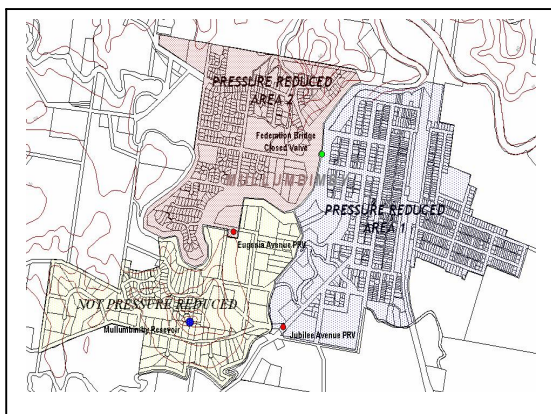 PRESSURE REDUCED
AREA 2
Federation Bridge
Closed Valve
MULLUMBIMBY
PRESSURE REDUCED
AREA 1
Eugenia Avenue PRV
NOT PRESSURE REDUCED
Mullumbimby Reservoir
Jubilee Avenue PRV